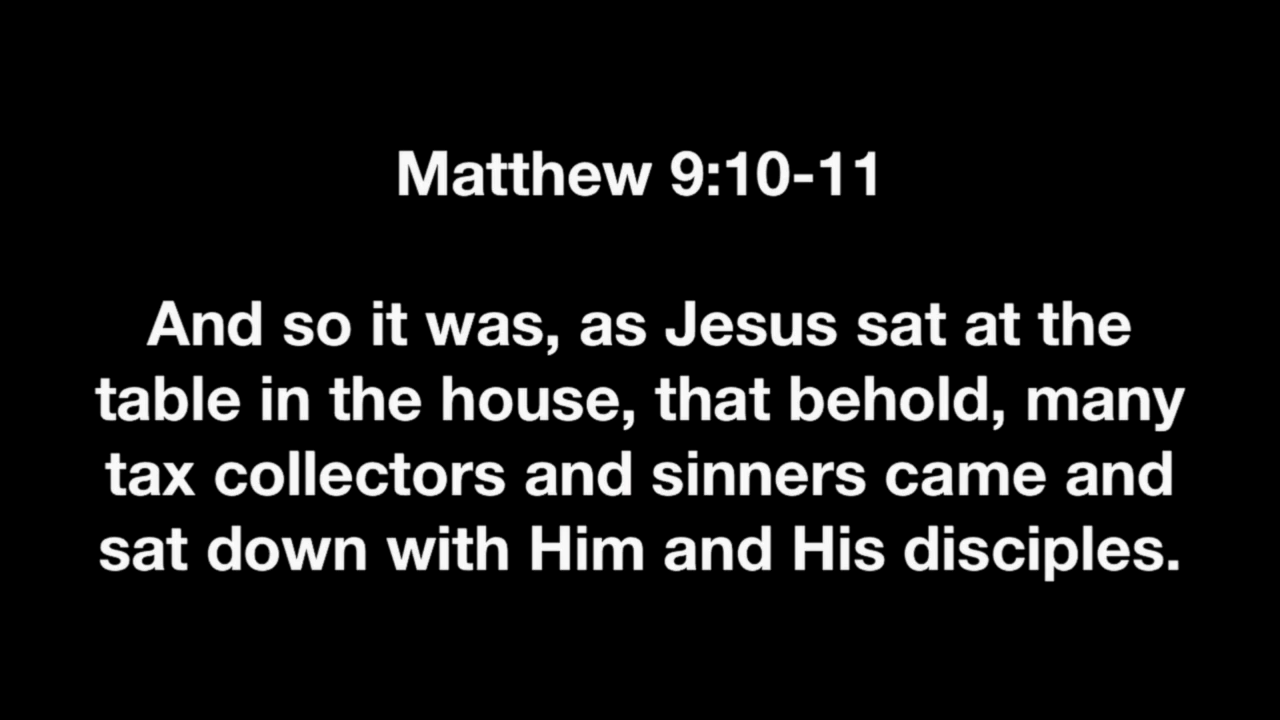 Matthew 9:10-11
And so it was, as Jesus sat at the
table in the house, that behold, many
tax collectors and sinners came and
sat down with Him and His disciples.